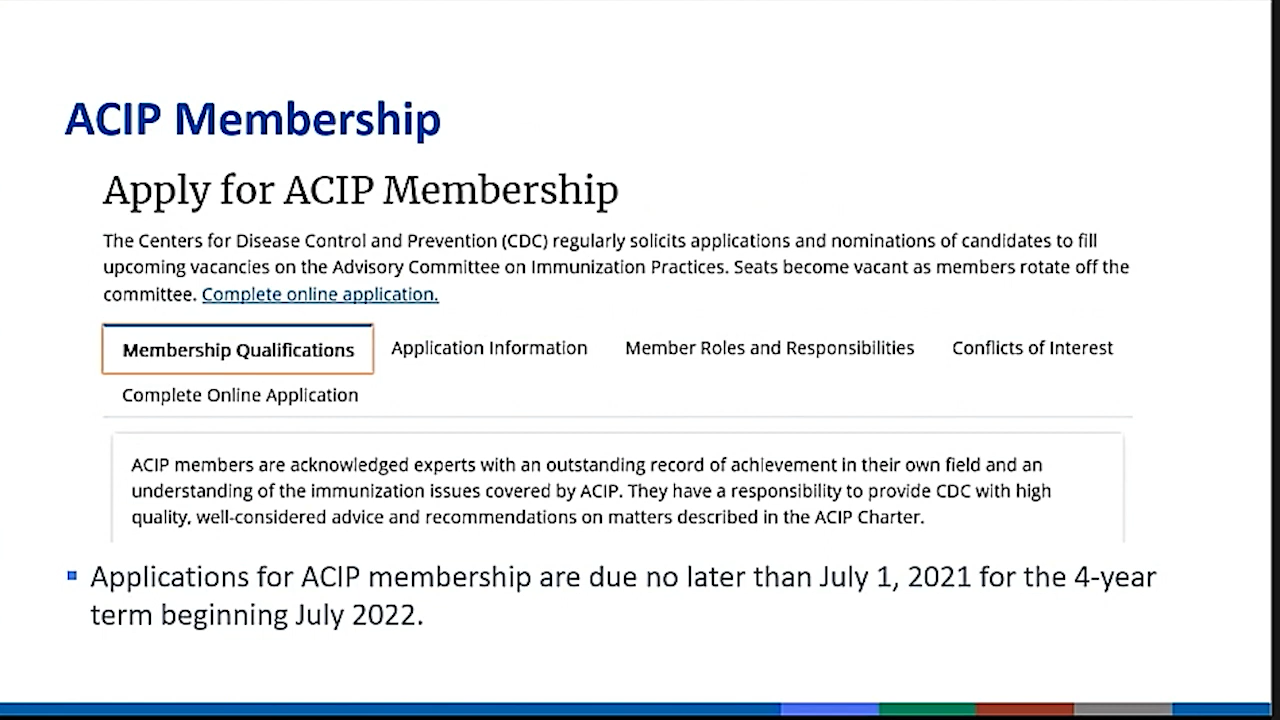 ACIP Membership
Apply for ACIP Membership
The Centers for Disease Control and Prevention (CDC) regularly solicits applications and nominations of candidates to fill
upcoming vacancies on the Advisory Committee on Immunization Practices. Seats become vacant as members rotate off the
committee. Complete online application.
Membership Qualifications Application Information Member Roles and Responsibilities Conflicts of Interest
Complete Online Application
ACIP members are acknowledged experts with an outstanding record of achievement in their own field and an
understanding of the immunization issues covered by ACIP. They have a responsibility to provide CDC with high
quality, well-considered advice and recommendations on matters described in the ACIP Charter.
▪ Applications for ACIP membership are due no later than July 1, 2021 for the 4-year
term beginning July 2022.